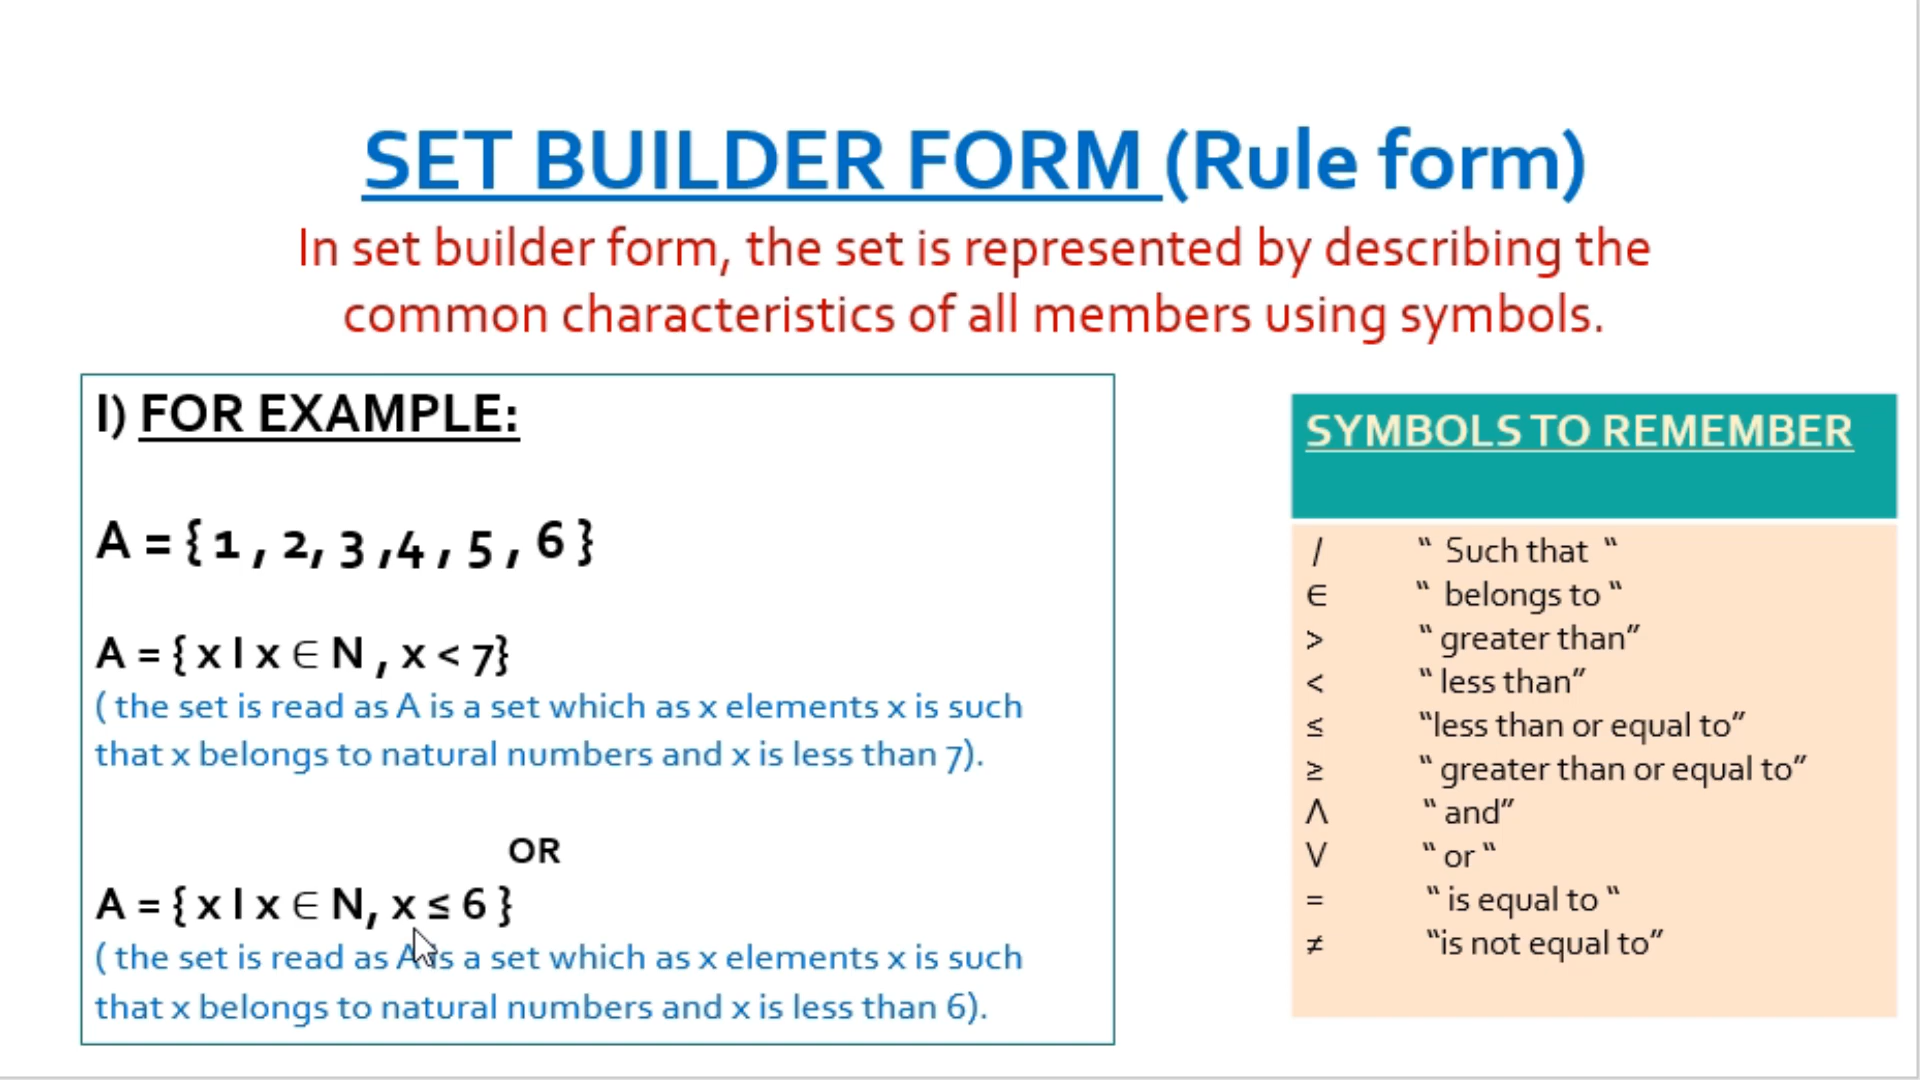 SET BUILDER FORM (Rule form)
In set builder form, the set is represented by describing the
common characteristics of all members using symbols.
I) FOR EXAMPLE:
A = { 1 , 2, 3 ,4 , 5 , 6 }
A = { x I x ∈ N , x < 7}
( the set is read as A is a set which as x elements x is such
that x belongs to natural numbers and x is less than 7).
OR
A = { x I x ∈ N, x ≤ 6 }
( the set is read as A is a set which as x elements x is such
that x belongs to natural numbers and x is less than 6).
SYMBOLS TO REMEMBER
/ “ Such that “
∈ “ belongs to “
> “ greater than”
< “ less than”
≤ “less than or equal to”
≥ “ greater than or equal to”
Λ “ and”
V “ or “
= “ is equal to “
≠ “is not equal to”